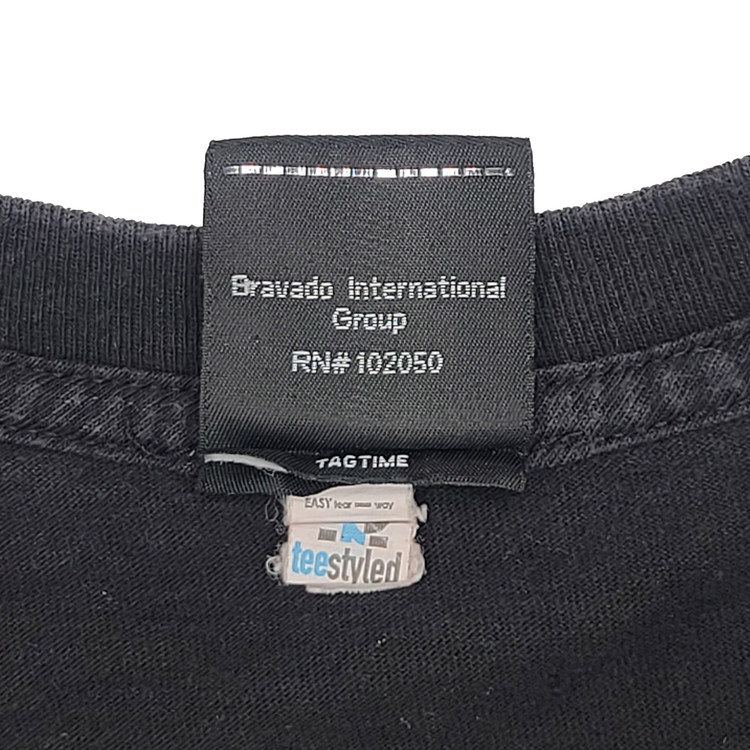 Bravado International
Group
RN#102050
TAGTIME
EASY tear way
teestyled